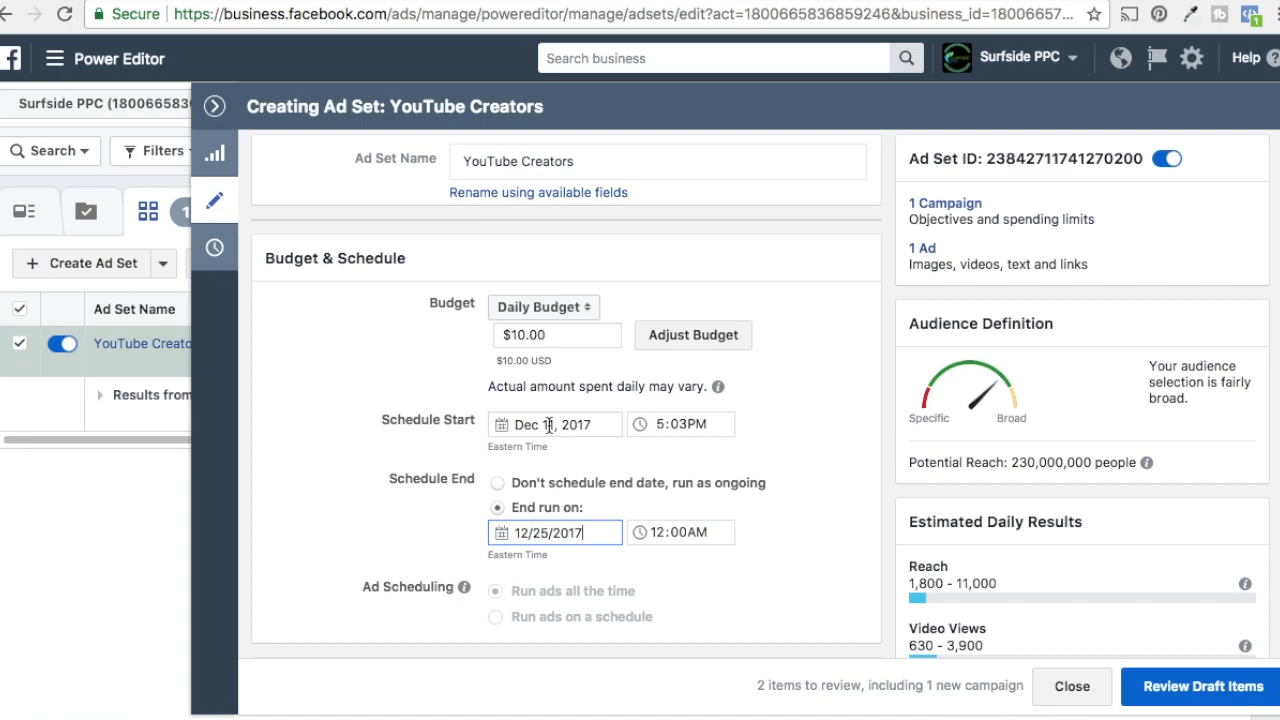 Secure
https://business.facebook.com/ads/manage/powereditor/manage/adsets/edit?act=1800665836859246&business_id=18006657...
1
Power Editor
Search business
Surfside PPC
Help
Surfside PPC (180066583
Creating Ad Set: YouTube Creators
Search
Filters
1
Create Ad Set
Ad Set Name
YouTube Creato
Results from
Ad Set Name
YouTube Creators
Rename using available fields
Budget & Schedule
Budget
Daily Budget
$10.00
Adjust Budget
$10.00 USD
Actual amount spent daily may vary.
Schedule Start
Dec 1, 2017
5:03PM
Eastern Time
Schedule End
Don't schedule end date, run as ongoing
End run on:
12/25/2017
12:00AM
Eastern Time
Ad Scheduling
Run ads all the time
Run ads on a schedule
Ad Set ID: 23842711741270200
1 Campaign
Objectives and spending limits
1 Ad
Images, videos, text and links
Audience Definition
Specific
Broad
Your audience
selection is fairly
broad.
Potential Reach: 230,000,000 people
Estimated Daily Results
Reach
1,800 - 11,000
Video Views
630 - 3,900
2 items to review, including 1 new campaign
Close
Review Draft Items